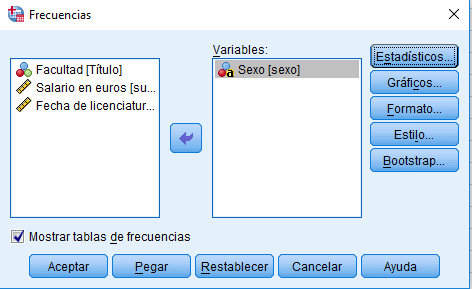 Frecuencias
Variables:
Facultad [Título]
Salario en euros [su...
Fecha de licenciatur...
a Sexo [sexo]
Estadísticos...
Gráficos...
Formato...
Estilo...
Bootstrap...
Mostrar tablas de frecuencias
Aceptar Pegar Restablecer Cancelar Ayuda